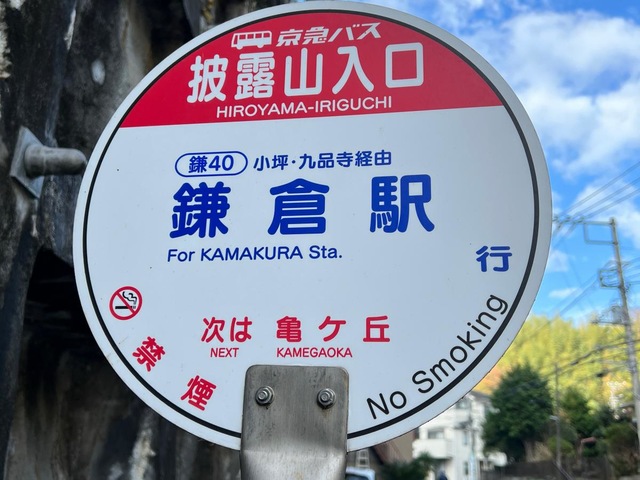 京急バス
披露山入口
HIROYAMA-IRIGUCHI
鎌40 小坪・九品寺経由
鎌倉駅
For KAMAKURA Sta.
行
次は 亀ケ丘
NEXT KAMEGAOKA
禁煙
No Smoking